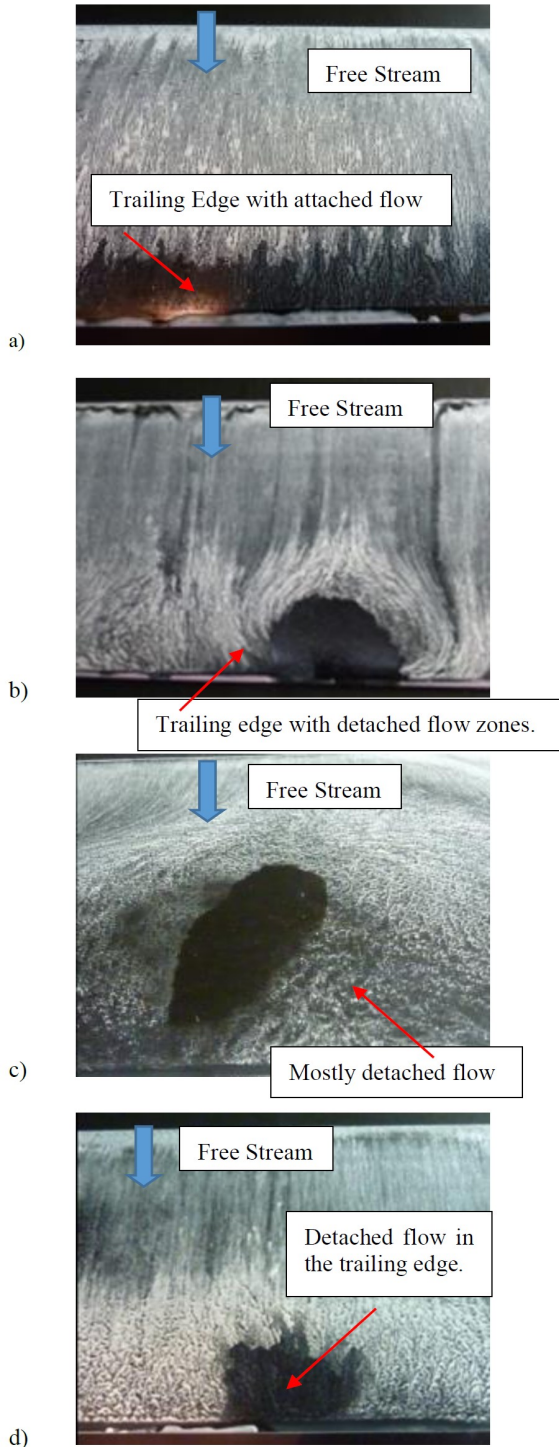 Free Stream
Trailing Edge with attached flow
a)
Free Stream
b)
Trailing edge with detached flow zones.
Free Stream
Mostly detached flow
c)
Free Stream
Detached flow in
the trailing edge.
d)